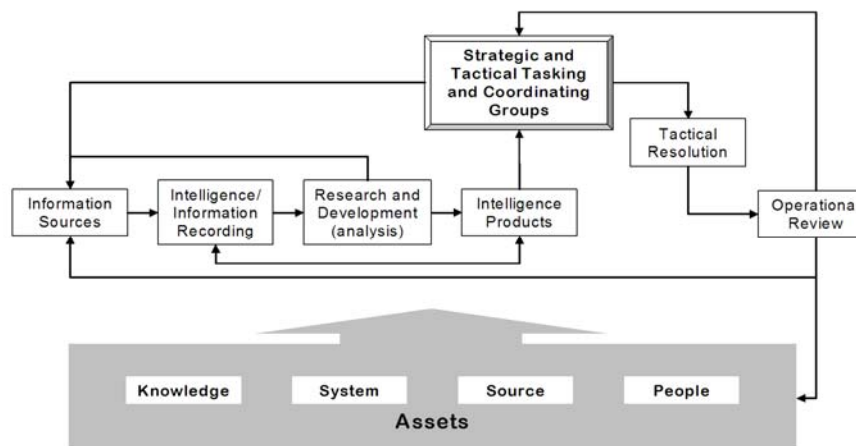 Strategic and
Tactical Tasking
and Coordinating
Groups
Tactical
Resolution
Information
Sources
Intelligence/
Information
Recording
Research and
Development
(analysis)
Intelligence
Products
Operational
Review
Knowledge
System
Source
People
Assets